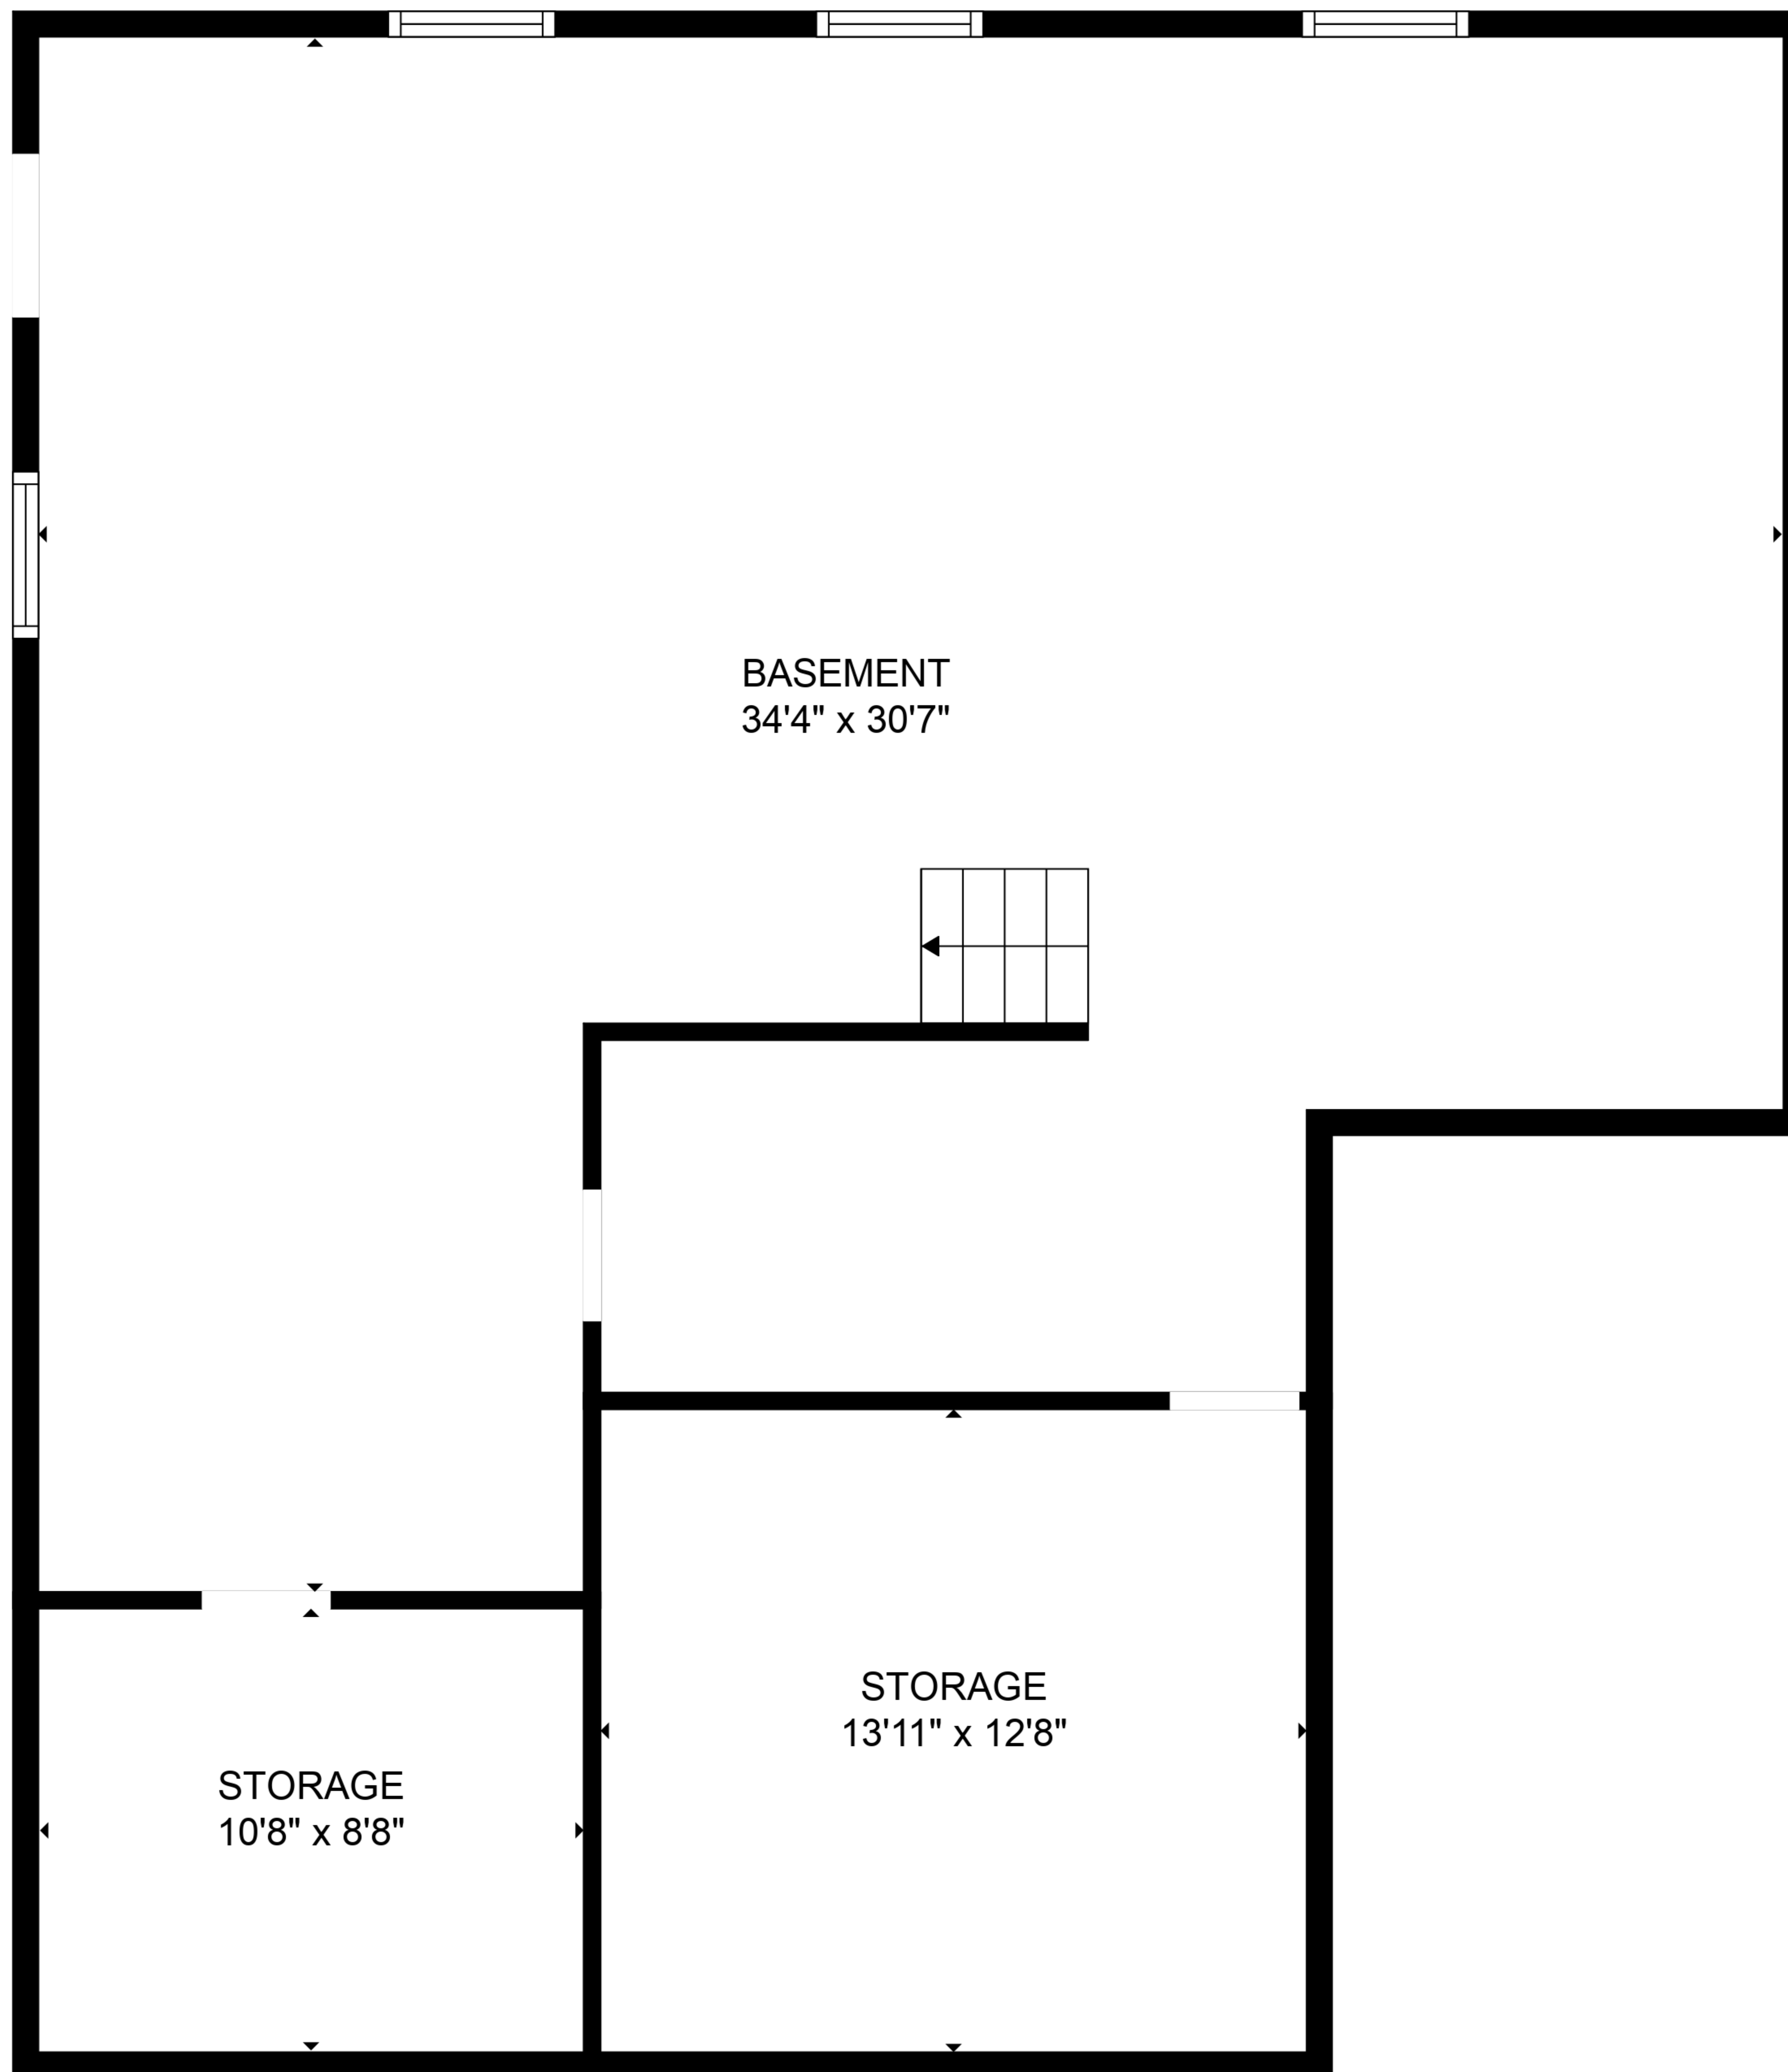 BASEMENT
34'4" x 30'7"
STORAGE
13'11" x 12'8"
STORAGE
10'8" x 8'8"